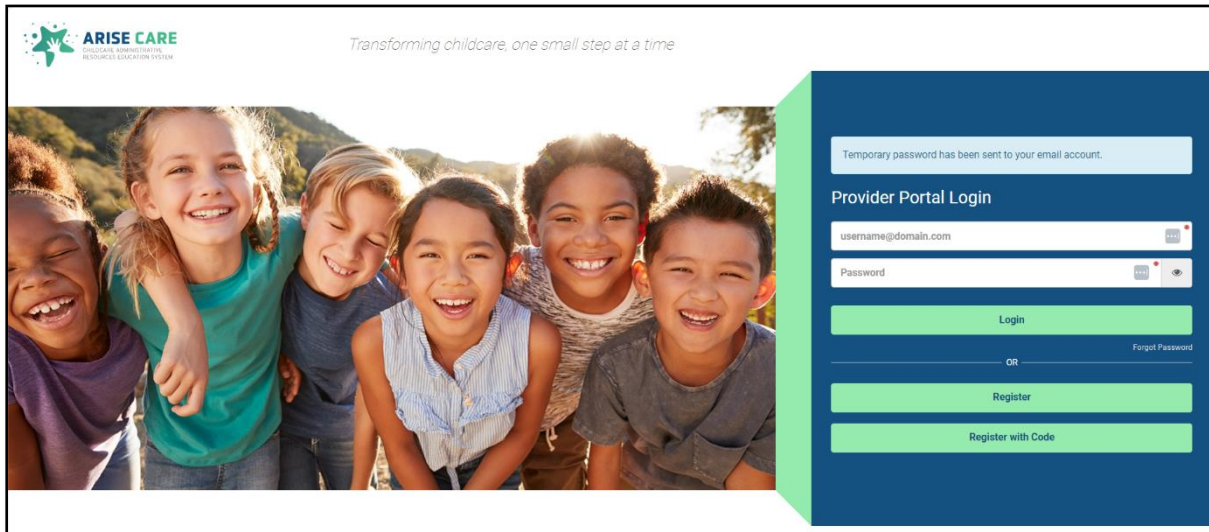 ARISE CARE
CHILDCARE ADMINISTRATIVE
RESOURCES EDUCATION SYSTEM
Transforming childcare, one small step at a time
Temporary password has been sent to your email account.
Provider Portal Login
username@domain.com
Password
Login
Forgot Password
OR
Register
Register with Code